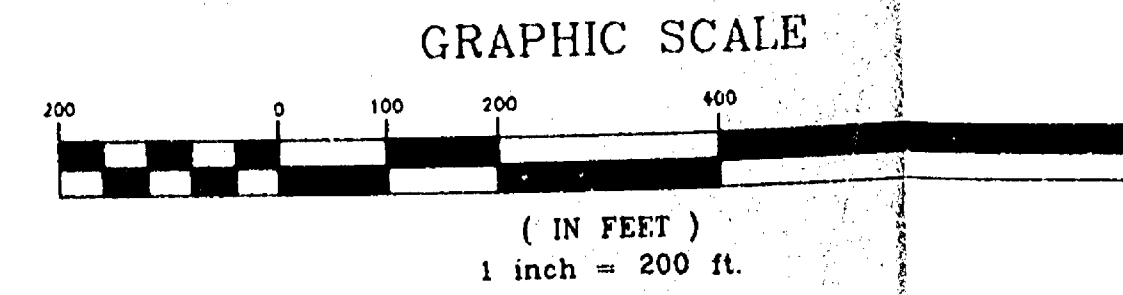 GRAPHIC SCALE
200 0 100 200 400
( IN FEET )
1 inch = 200 ft.